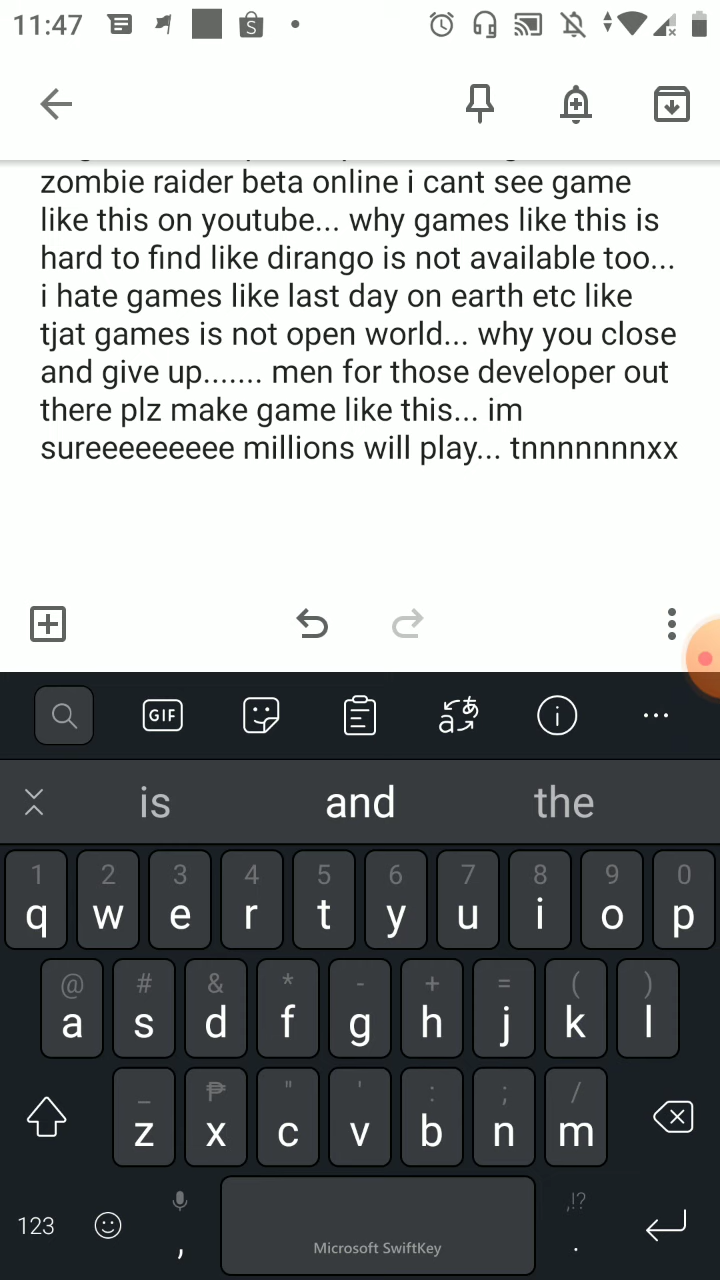 11:47
S
zombie raider beta online i cant see game
like this on youtube... why games like this is
hard to find like dirango is not available too...
i hate games like last day on earth etc like
tjat games is not open world... why you close
and give up....... men for those developer out
there plz make game like this... im
sureeeeeeeee millions will play... tnnnnnnnxx
GIF
is and the
1 2 3 4 5 6 7 8 9 0
q w e r t y u i o p
@ # & * - + = ( )
a s d f g h j k l
_ ₱ " ' : ; /
z x c v b n m
,!?
123 , Microsoft SwiftKey .